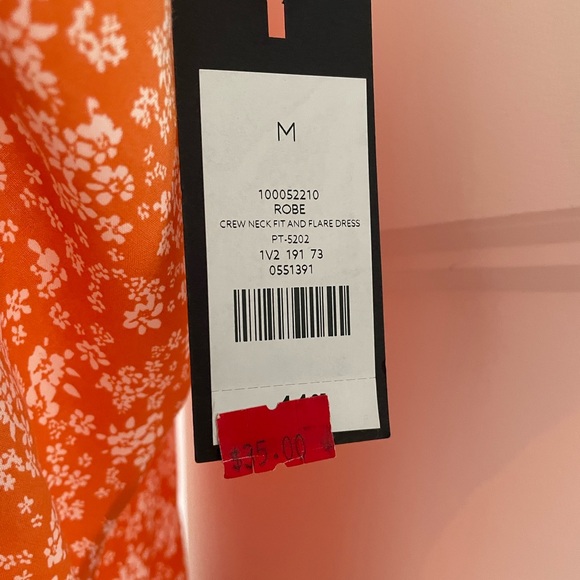 M
100052210
ROBE
CREW NECK FIT AND FLARE DRESS
PT-5202
1V2 191 73
0551391
$35.00